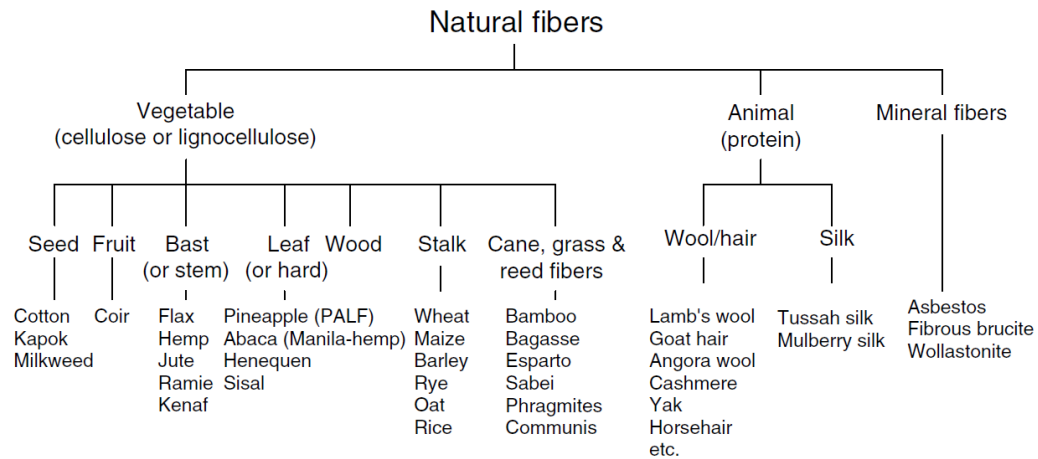 Natural fibers
Vegetable
(cellulose or lignocellulose)
Animal
(protein)
Mineral fibers
Seed
Fruit
Bast
(or stem)
Leaf
(or hard)
Wood
Stalk
Cane, grass &
reed fibers
Wool/hair
Silk
Cotton
Kapok
Milkweed
Coir
Flax
Hemp
Jute
Ramie
Kenaf
Pineapple (PALF)
Abaca (Manila-hemp)
Henequen
Sisal
Wheat
Maize
Barley
Rye
Oat
Rice
Bamboo
Bagasse
Esparto
Sabei
Phragmites
Communis
Lamb's wool
Goat hair
Angora wool
Cashmere
Yak
Horsehair
etc.
Tussah silk
Mulberry silk
Asbestos
Fibrous brucite
Wollastonite